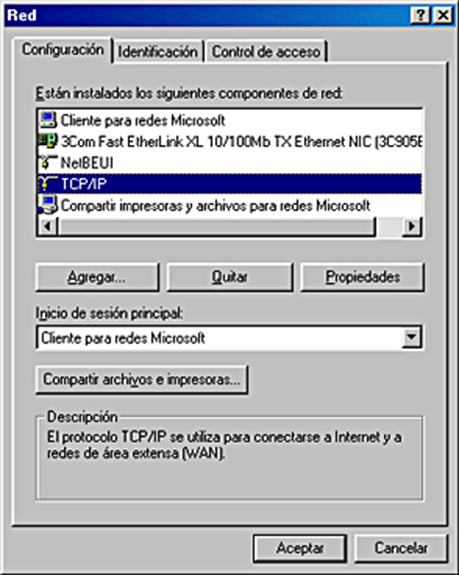 Red
Configuración Identificación Control de acceso
Están instalados los siguientes componentes de red:
Cliente para redes Microsoft
3Com Fast EtherLink XL 10/100Mb TX Ethernet NIC (3C905B
NetBEUI
TCP/IP
Compartir impresoras y archivos para redes Microsoft
Agregar... Quitar Propiedades
Inicio de sesión principal:
Cliente para redes Microsoft
Compartir archivos e impresoras...
Descripción
El protocolo TCP/IP se utiliza para conectarse a Internet y a
redes de área extensa (WAN).
Aceptar Cancelar